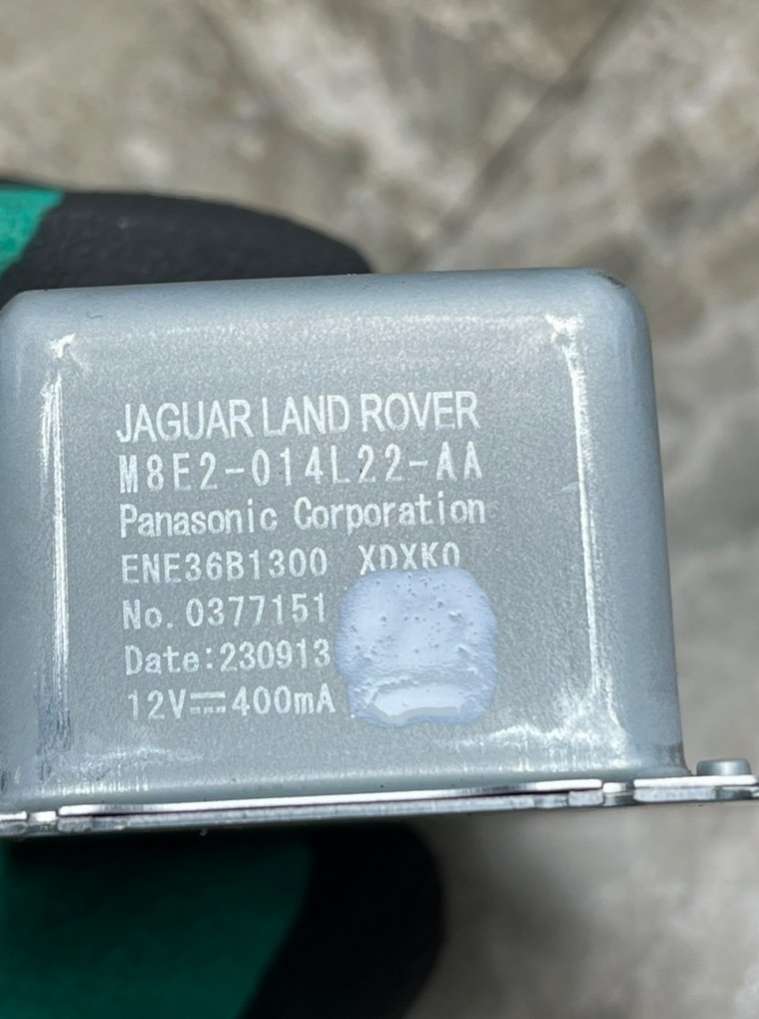 JAGUAR LAND ROVER
M8E2-014L22-AA
Panasonic Corporation
ENE36B1300 XDXK0
No.0377151
Date:230913
12V⎓400mA